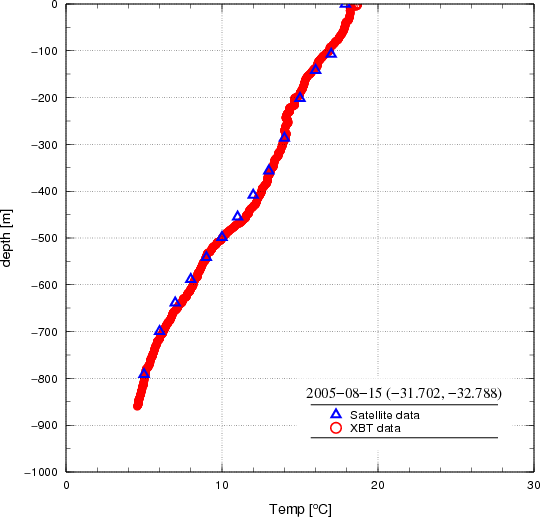 0
−100
−200
−300
−400
−500
−600
−700
−800
−900
−1000
depth [m]
0 10 20 30
Temp [°C]
2005−08−15 (−31.702, −32.788)
Satellite data
XBT data